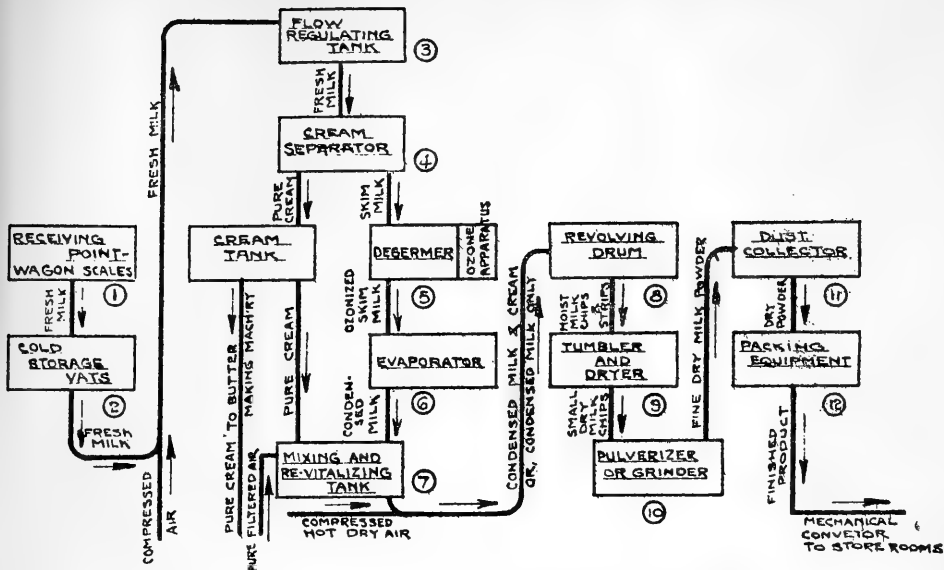 RECEIVING
POINT-
WAGON SCALES
1
FRESH
MILK
COLD
STORAGE
VATS
2
FRESH
MILK
COMPRESSED
AIR
FRESH MILK
FLOW
REGULATING
TANK
3
FRESH
MILK
CREAM
SEPARATOR
4
PURE
CREAM
SKIM
MILK
CREAM
TANK
PURE CREAM TO BUTTER
MAKING MACH'RY
PURE CREAM
DEGERMER
OZONE
APPARATUS
5
OZONIZED
SKIM
MILK
EVAPORATOR
6
CONDEN-
SED
MILK
PURE FILTERED AIR
MIXING AND
RE-VITALIZING
TANK
7
COMPRESSED
HOT DRY AIR
CONDENSED MILK & CREAM
OR, CONDENSED MILK ONLY
REVOLVING
DRUM
8
MOIST
MILK
CHIPS
&
STRIPS
TUMBLER
AND
DRYER
9
SMALL
DRY MILK
CHIPS
PULVERIZER
OR GRINDER
10
FINE DRY MILK POWDER
DUST
COLLECTOR
11
DRY
POWDER
PACKING
EQUIPMENT
12
FINISHED
PRODUCT
MECHANICAL
CONVEYOR
TO STORE ROOMS